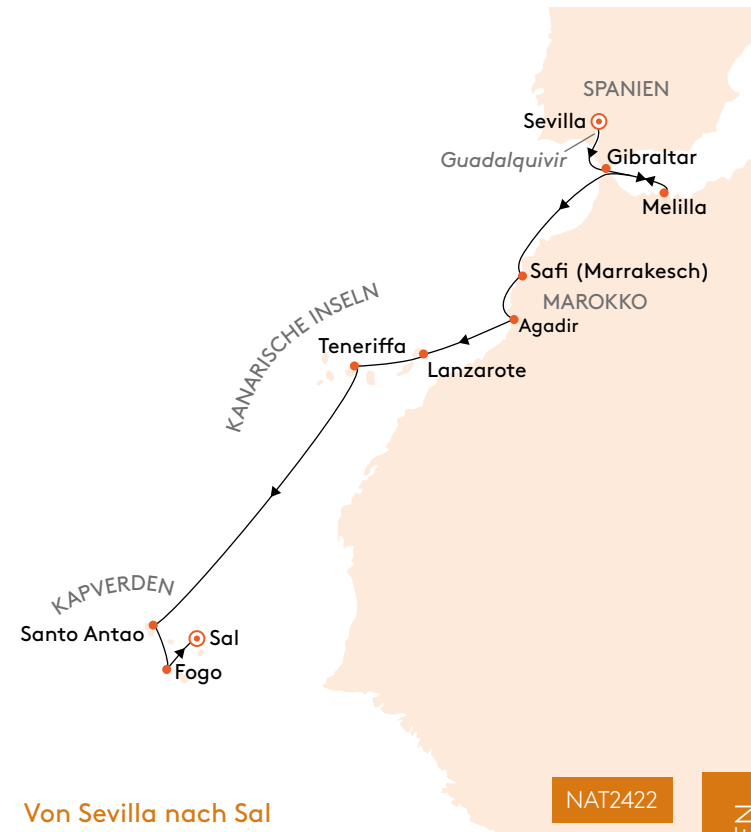 SPANIEN
Sevilla
Guadalquivir
Gibraltar
Melilla
Safi (Marrakesch)
MAROKKO
Agadir
KANARISCHE INSELN
Teneriffa
Lanzarote
KAPVERDEN
Santo Antao
Sal
Fogo
NAT2422
Von Sevilla nach Sal
EN